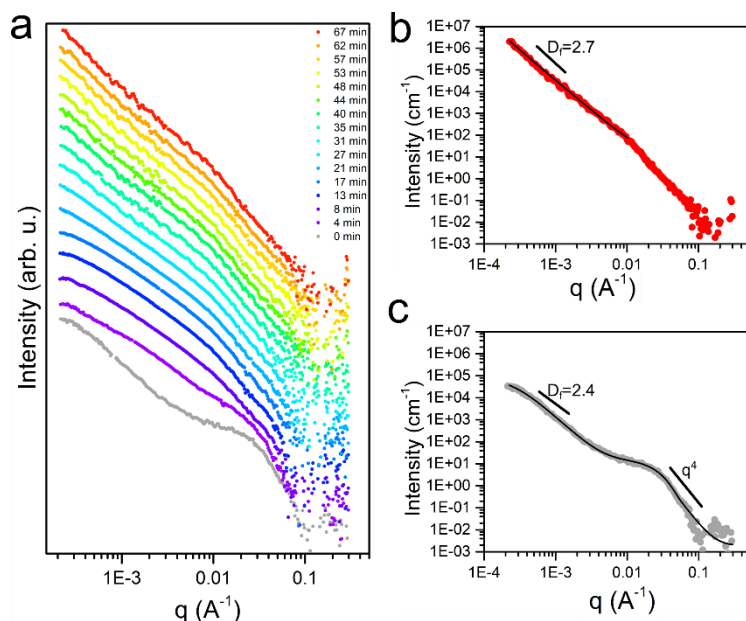 a
Intensity (arb. u.)
67 min
62 min
57 min
53 min
48 min
44 min
40 min
35 min
31 min
27 min
21 min
17 min
13 min
8 min
4 min
0 min
1E-3
0.01
0.1
q (A⁻¹)
b
Intensity (cm⁻¹)
1E+07
1E+06
1E+05
1E+04
1E+03
1E+02
1E+01
1E+00
1E-01
1E-02
1E-03
D_f=2.7
1E-4
1E-3
0.01
0.1
q (A⁻¹)
c
Intensity (cm⁻¹)
1E+07
1E+06
1E+05
1E+04
1E+03
1E+02
1E+01
1E+00
1E-01
1E-02
1E-03
D_f=2.4
q⁴
1E-4
1E-3
0.01
0.1
q (A⁻¹)